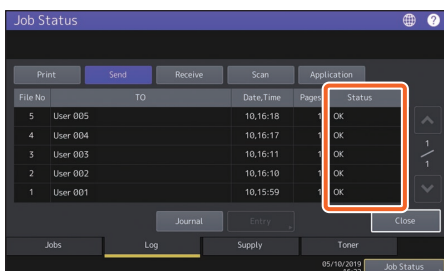 Job Status
?
Print Send Receive Scan Application
File No TO Date,Time Pages Status
5 User 005 10,16:18 1 OK
4 User 004 10,16:17 1 OK
3 User 003 10,16:11 1 OK
2 User 002 10,16:10 1 OK
1 User 001 10,15:59 1 OK
1
1
Journal Entry Close
Jobs Log Supply Toner
05/10/2019
Job Status